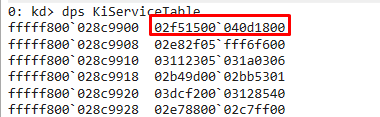 0: kd> dps KiServiceTable
fffff800`028c9900 02f51500`040d1800
fffff800`028c9908 02e82f05`fff6f600
fffff800`028c9910 03112305`031a0306
fffff800`028c9918 02b49d00`02bb5301
fffff800`028c9920 03dcf200`03128540
fffff800`028c9928 02e78800`02c7ff00